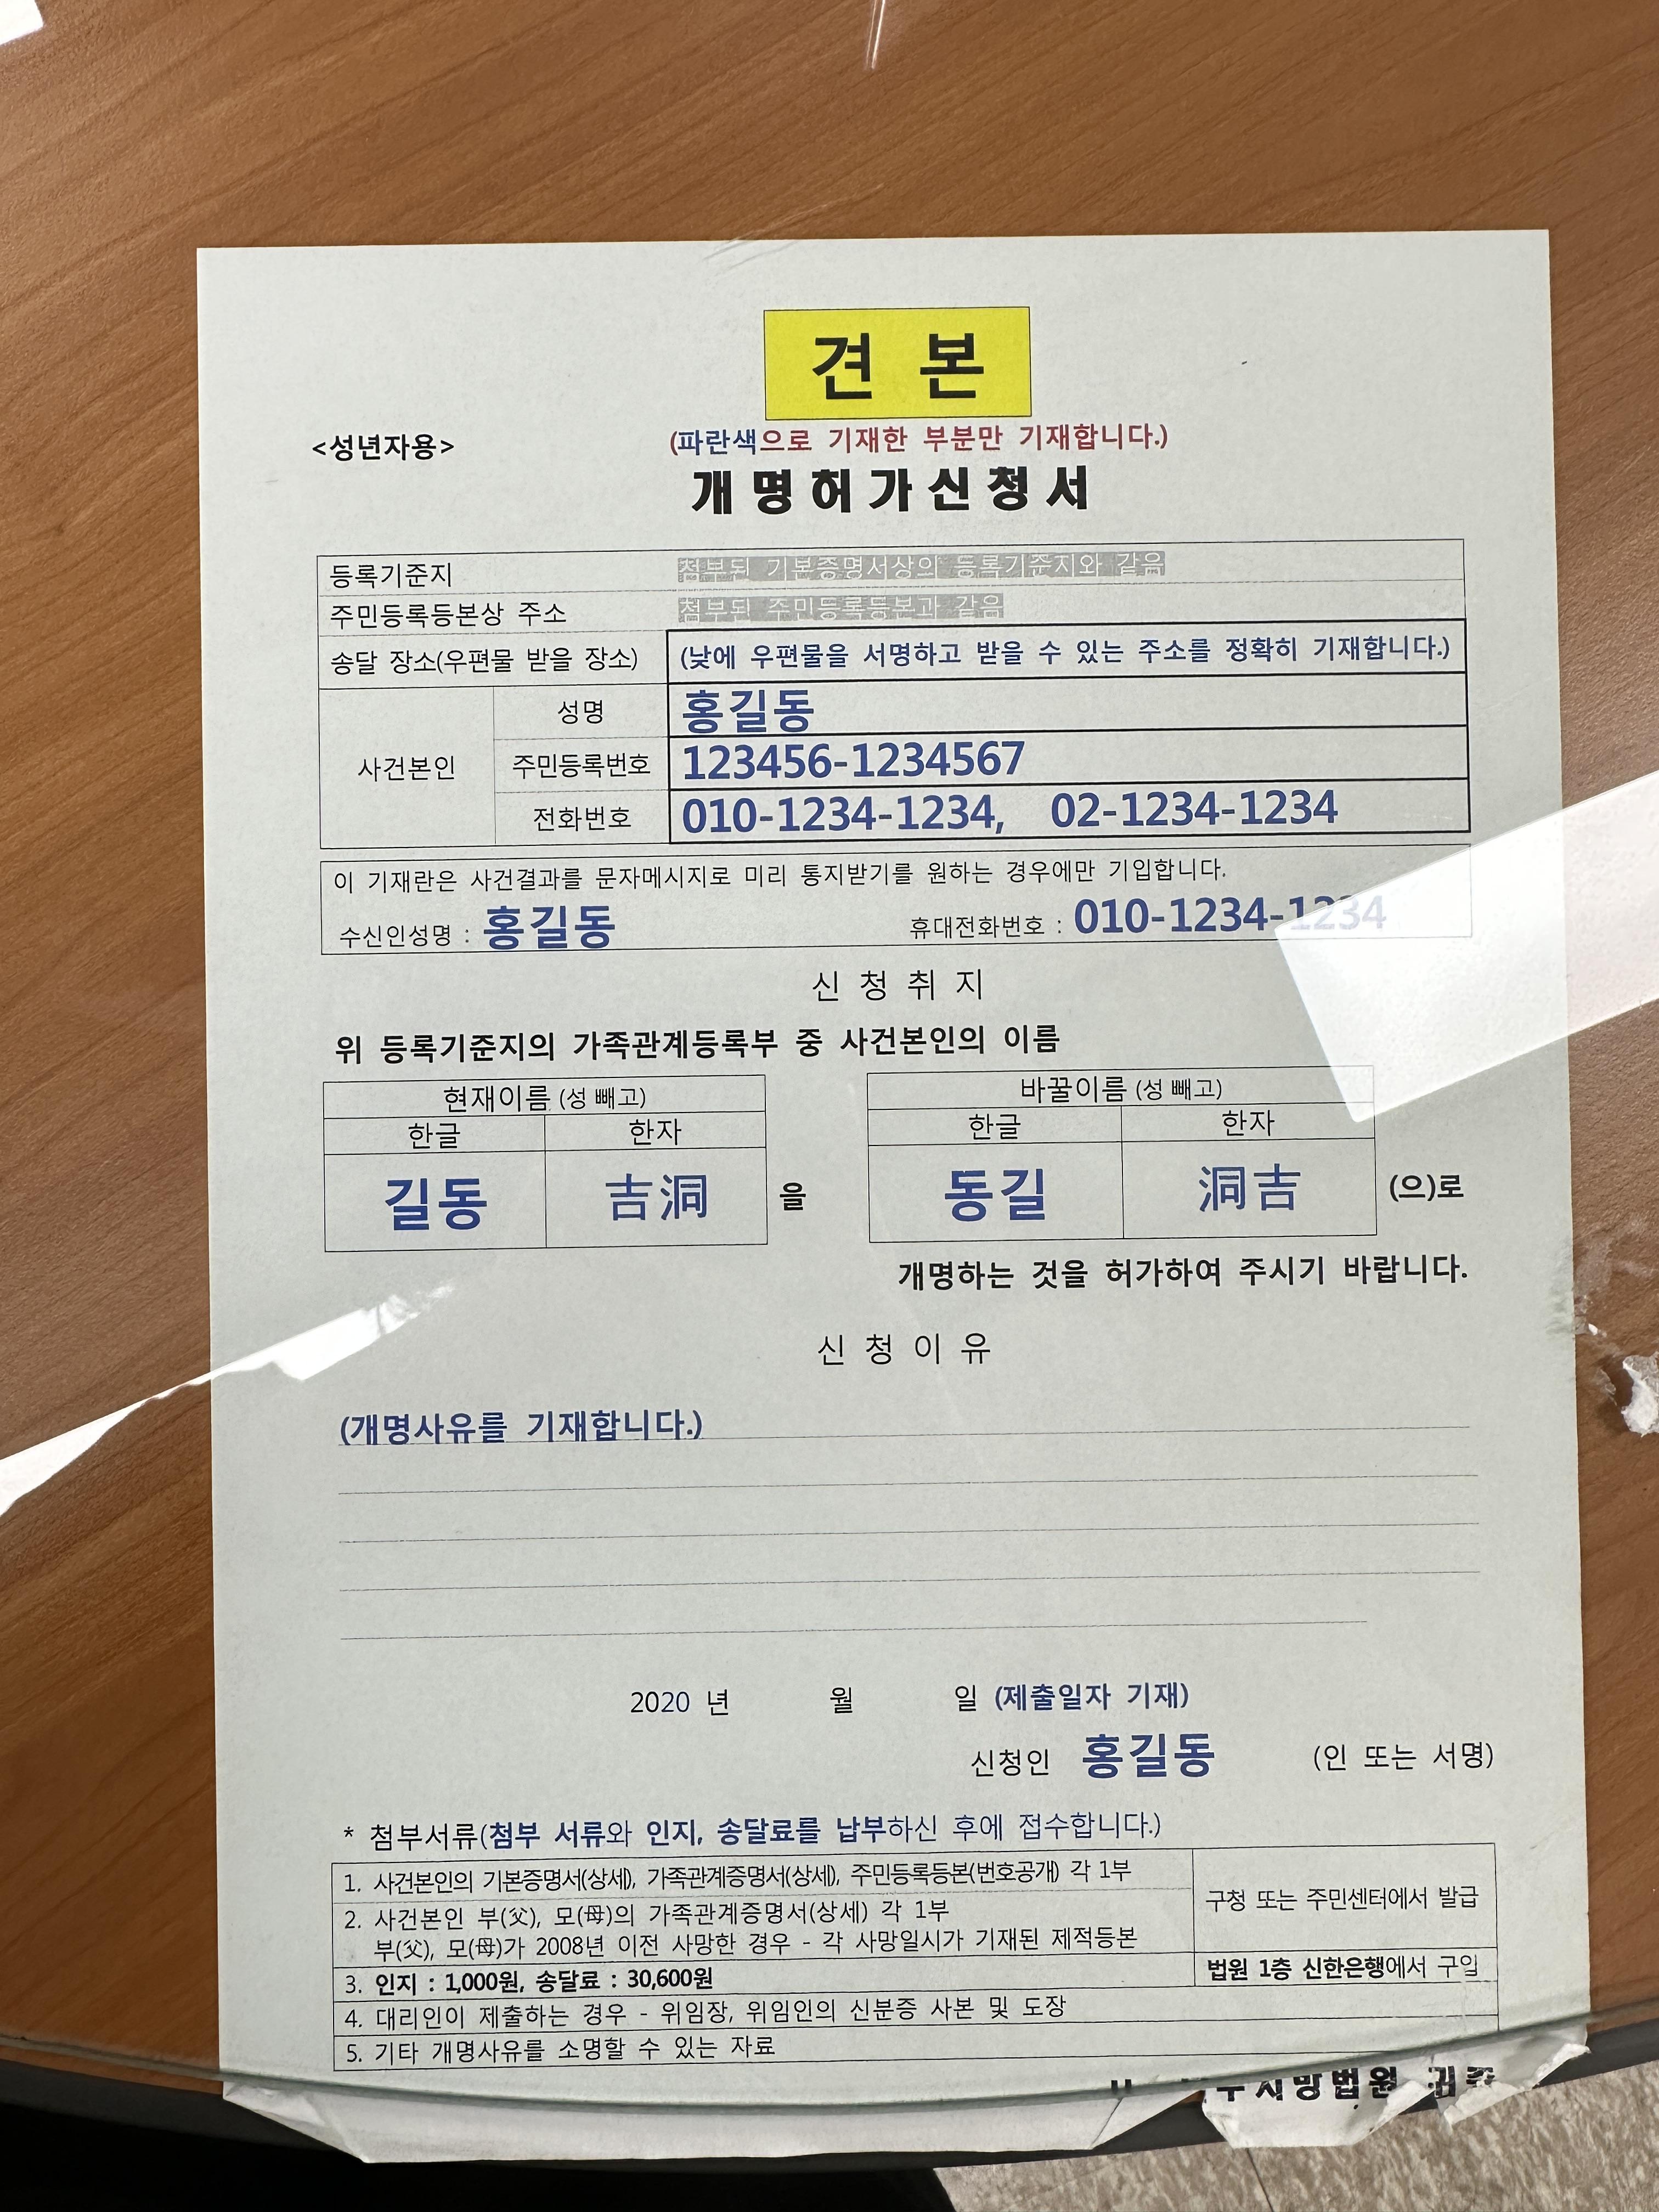 견 본
<성년자용>
(파란색으로 기재한 부분만 기재합니다.)
개명허가신청서
등록기준지 첨부된 기본증명서상의 등록기준지와 같음
주민등록등본상 주소 첨부된 주민등록등본과 같음
송달 장소(우편물 받을 장소) (낮에 우편물을 서명하고 받을 수 있는 주소를 정확히 기재합니다.)
사건본인
성명 홍길동
주민등록번호 123456-1234567
전화번호 010-1234-1234, 02-1234-1234
이 기재란은 사건결과를 문자메시지로 미리 통지받기를 원하는 경우에만 기입합니다.
수신인성명 : 홍길동 휴대전화번호 : 010-1234-1234
신 청 취 지
위 등록기준지의 가족관계등록부 중 사건본인의 이름
현재이름 (성 빼고) 바꿀이름 (성 빼고)
한글 한자 한글 한자
길동 吉洞 을 동길 洞吉 (으)로
개명하는 것을 허가하여 주시기 바랍니다.
신 청 이 유
(개명사유를 기재합니다.)
2020 년 월 일 (제출일자 기재)
신청인 홍길동 (인 또는 서명)
* 첨부서류(첨부 서류와 인지, 송달료를 납부하신 후에 접수합니다.)
1. 사건본인의 기본증명서(상세), 가족관계증명서(상세), 주민등록등본(번호공개) 각 1부
구청 또는 주민센터에서 발급
2. 사건본인 부(父), 모(母)의 가족관계증명서(상세) 각 1부
부(父), 모(母)가 2008년 이전 사망한 경우 - 각 사망일시가 기재된 제적등본
3. 인지 : 1,000원, 송달료 : 30,600원 법원 1층 신한은행에서 구입
4. 대리인이 제출하는 경우 - 위임장, 위임인의 신분증 사본 및 도장
5. 기타 개명사유를 소명할 수 있는 자료